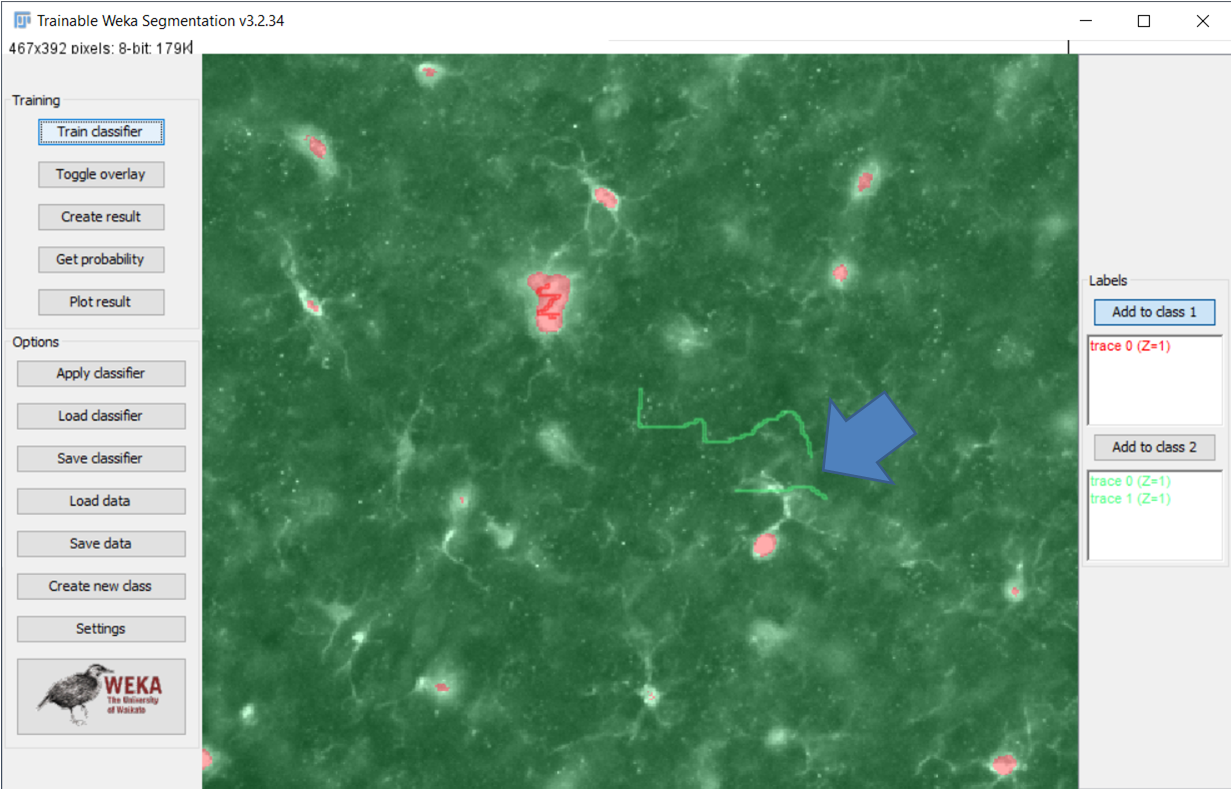 Trainable Weka Segmentation v3.2.34
467x392 pixels; 8-bit; 179K
Training
Train classifier
Toggle overlay
Create result
Get probability
Plot result
Options
Apply classifier
Load classifier
Save classifier
Load data
Save data
Create new class
Settings
WEKA
The University
of Waikato
Labels
Add to class 1
trace 0 (Z=1)
Add to class 2
trace 0 (Z=1)
trace 1 (Z=1)